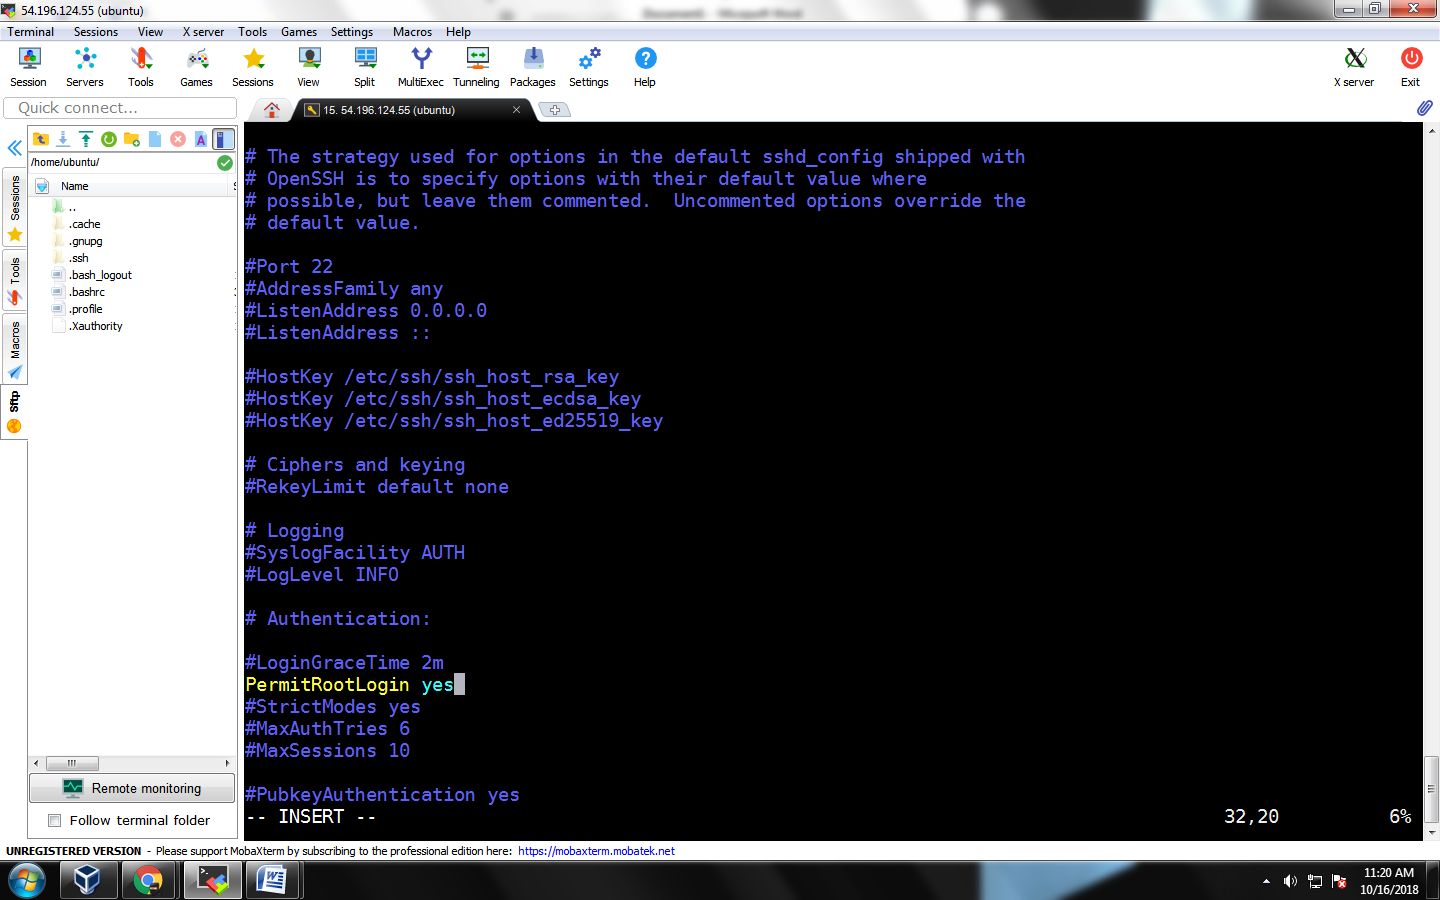 54.196.124.55 (ubuntu)
Document1 - Microsoft Word
Terminal Sessions View X server Tools Games Settings Macros Help
Session Servers Tools Games Sessions View Split MultiExec Tunneling Packages Settings Help X server Exit
Quick connect...
15. 54.196.124.55 (ubuntu)
/home/ubuntu/
Name
..
.cache
.gnupg
.ssh
.bash_logout
.bashrc
.profile
.Xauthority
Sessions
Tools
Macros
Sftp
Remote monitoring
Follow terminal folder
# The strategy used for options in the default sshd_config shipped with
# OpenSSH is to specify options with their default value where
# possible, but leave them commented.  Uncommented options override the
# default value.
#Port 22
#AddressFamily any
#ListenAddress 0.0.0.0
#ListenAddress ::
#HostKey /etc/ssh/ssh_host_rsa_key
#HostKey /etc/ssh/ssh_host_ecdsa_key
#HostKey /etc/ssh/ssh_host_ed25519_key
# Ciphers and keying
#RekeyLimit default none
# Logging
#SyslogFacility AUTH
#LogLevel INFO
# Authentication:
#LoginGraceTime 2m
PermitRootLogin yes
#StrictModes yes
#MaxAuthTries 6
#MaxSessions 10
#PubkeyAuthentication yes
-- INSERT -- 32,20 6%
UNREGISTERED VERSION - Please support MobaXterm by subscribing to the professional edition here: https://mobaxterm.mobatek.net
11:20 AM
10/16/2018